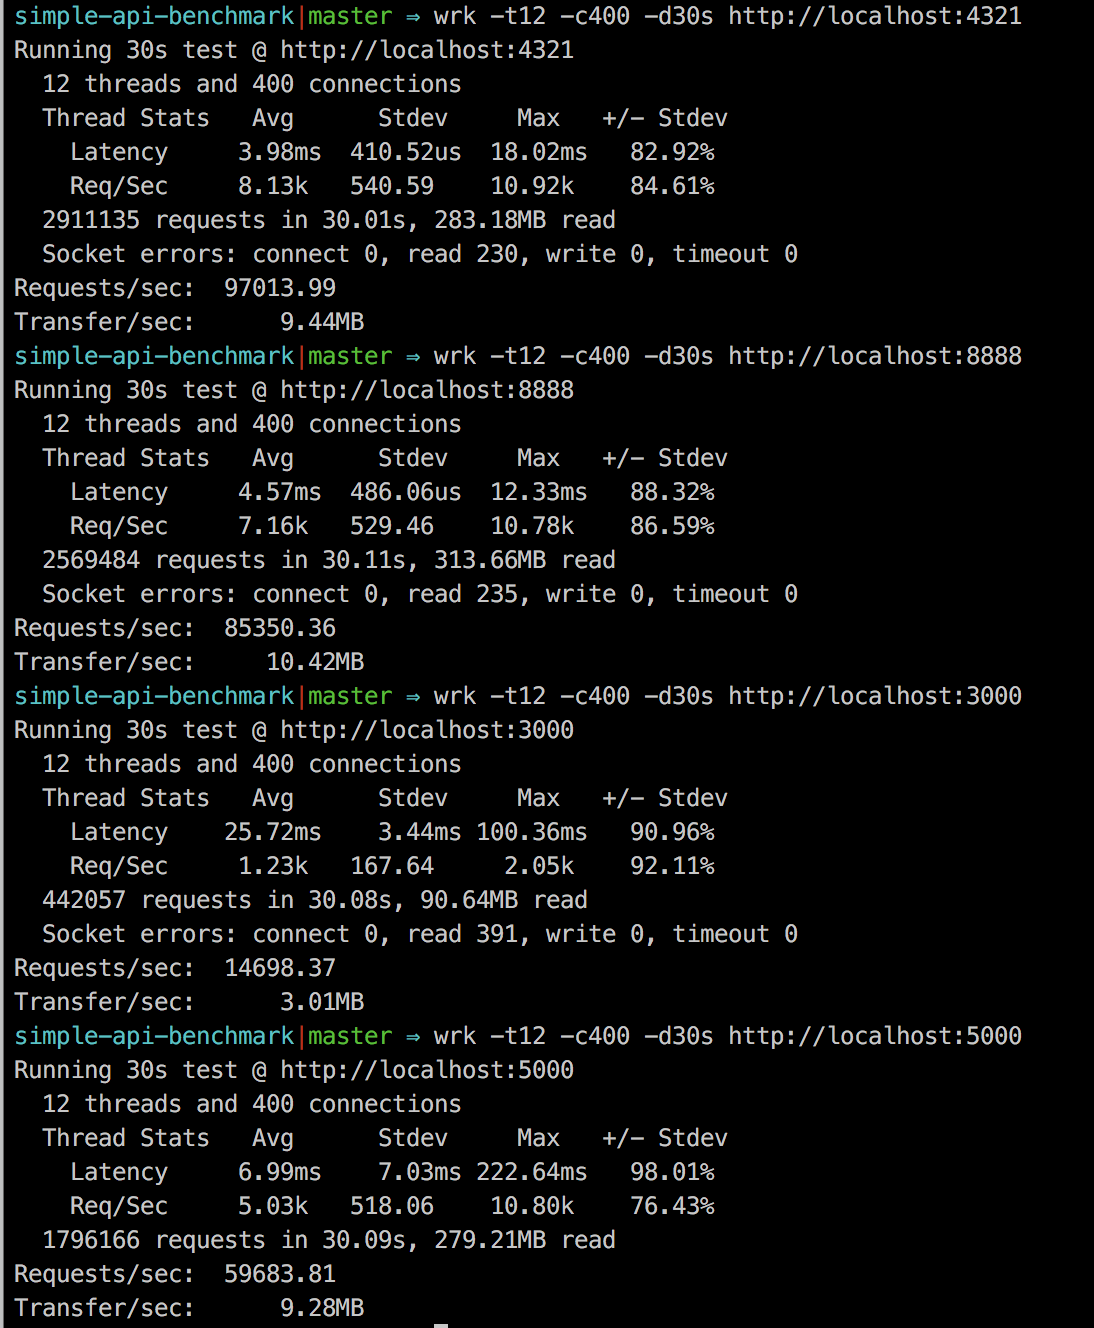 simple-api-benchmark|master ⇒ wrk -t12 -c400 -d30s http://localhost:4321
Running 30s test @ http://localhost:4321
  12 threads and 400 connections
  Thread Stats   Avg      Stdev     Max   +/- Stdev
    Latency     3.98ms  410.52us  18.02ms   82.92%
    Req/Sec     8.13k   540.59    10.92k    84.61%
  2911135 requests in 30.01s, 283.18MB read
  Socket errors: connect 0, read 230, write 0, timeout 0
Requests/sec:  97013.99
Transfer/sec:      9.44MB
simple-api-benchmark|master ⇒ wrk -t12 -c400 -d30s http://localhost:8888
Running 30s test @ http://localhost:8888
  12 threads and 400 connections
  Thread Stats   Avg      Stdev     Max   +/- Stdev
    Latency     4.57ms  486.06us  12.33ms   88.32%
    Req/Sec     7.16k   529.46    10.78k    86.59%
  2569484 requests in 30.11s, 313.66MB read
  Socket errors: connect 0, read 235, write 0, timeout 0
Requests/sec:  85350.36
Transfer/sec:     10.42MB
simple-api-benchmark|master ⇒ wrk -t12 -c400 -d30s http://localhost:3000
Running 30s test @ http://localhost:3000
  12 threads and 400 connections
  Thread Stats   Avg      Stdev     Max   +/- Stdev
    Latency    25.72ms    3.44ms 100.36ms   90.96%
    Req/Sec     1.23k   167.64     2.05k    92.11%
  442057 requests in 30.08s, 90.64MB read
  Socket errors: connect 0, read 391, write 0, timeout 0
Requests/sec:  14698.37
Transfer/sec:      3.01MB
simple-api-benchmark|master ⇒ wrk -t12 -c400 -d30s http://localhost:5000
Running 30s test @ http://localhost:5000
  12 threads and 400 connections
  Thread Stats   Avg      Stdev     Max   +/- Stdev
    Latency     6.99ms    7.03ms 222.64ms   98.01%
    Req/Sec     5.03k   518.06    10.80k    76.43%
  1796166 requests in 30.09s, 279.21MB read
Requests/sec:  59683.81
Transfer/sec:      9.28MB